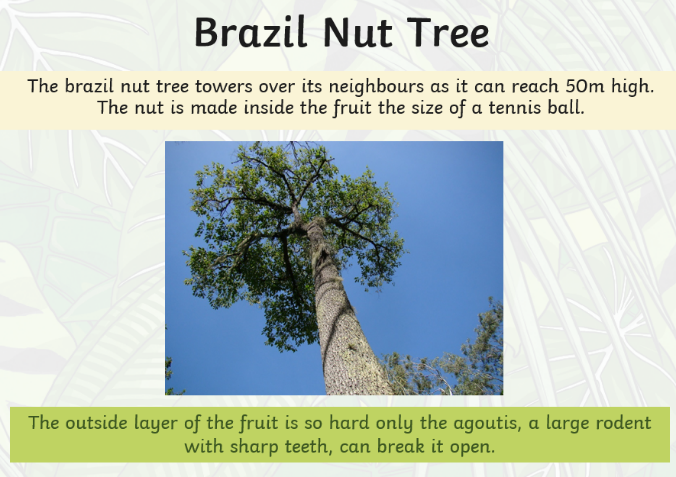 Brazil Nut Tree
The brazil nut tree towers over its neighbours as it can reach 50m high.
The nut is made inside the fruit the size of a tennis ball.
The outside layer of the fruit is so hard only the agoutis, a large rodent
with sharp teeth, can break it open.